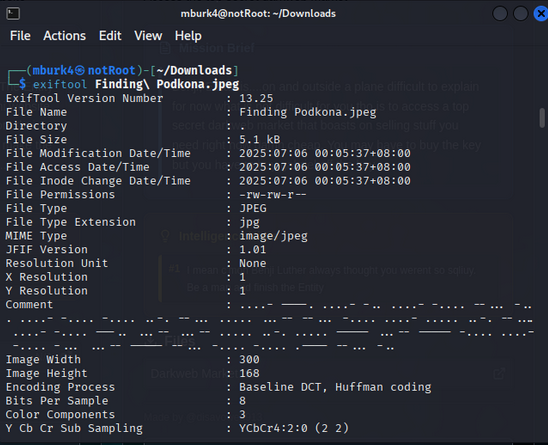 mburk4@notRoot: ~/Downloads
File Actions Edit View Help
┌──(mburk4㉿notRoot)-[~/Downloads]
└─$ exiftool Finding\ Podkona.jpeg
ExifTool Version Number : 13.25
File Name : Finding Podkona.jpeg
Directory
File Size : 5.1 kB
File Modification Date/Time : 2025:07:06 00:05:37+08:00
File Access Date/Time : 2025:07:06 00:05:37+08:00
File Inode Change Date/Time : 2025:07:06 00:05:37+08:00
File Permissions : -rw-rw-r--
File Type : JPEG
File Type Extension : jpg
MIME Type : image/jpeg
JFIF Version : 1.01
Resolution Unit : None
X Resolution : 1
Y Resolution : 1
Comment :
Image Width : 300
Image Height : 168
Encoding Process : Baseline DCT, Huffman coding
Bits Per Sample : 8
Color Components : 3
Y Cb Cr Sub Sampling : YCbCr4:2:0 (2 2)